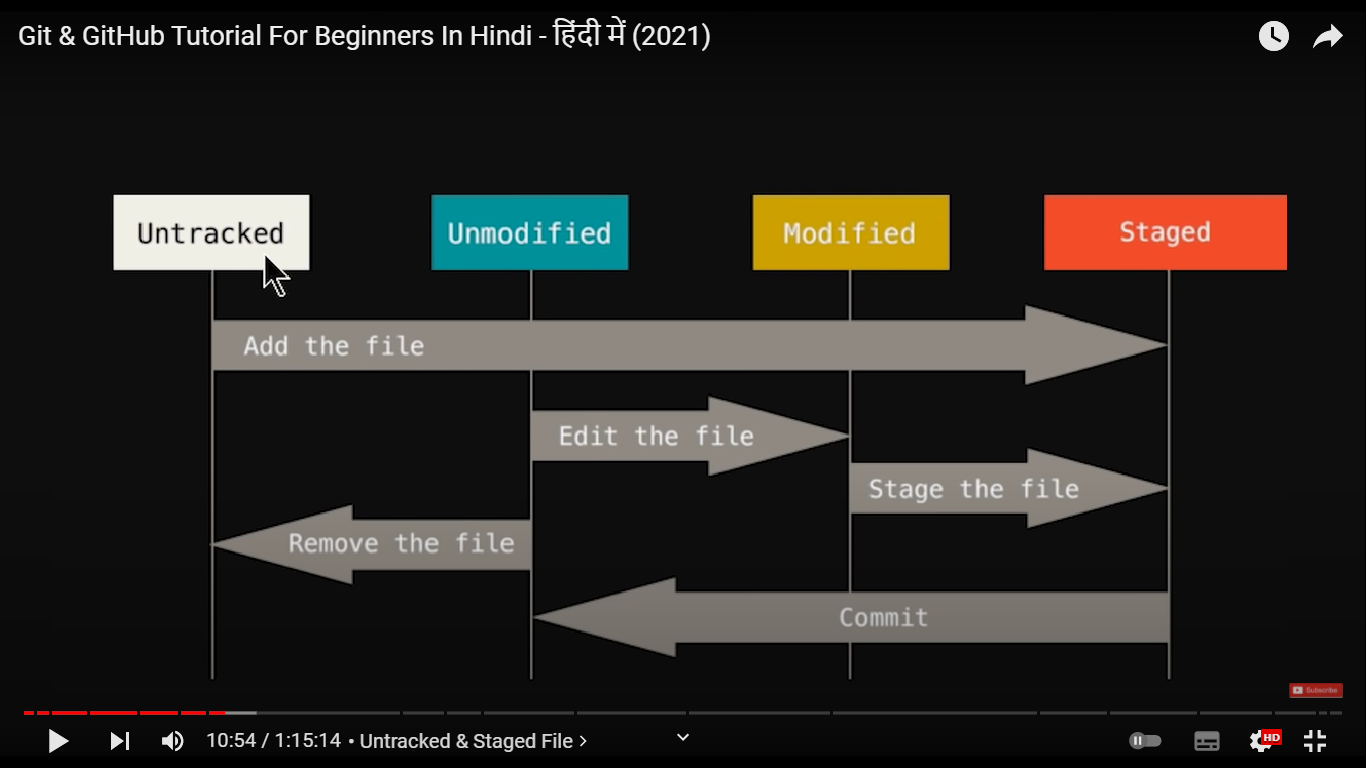 Git & GitHub Tutorial For Beginners In Hindi - हिंदी में (2021)
Untracked
Unmodified
Modified
Staged
Add the file
Edit the file
Stage the file
Remove the file
Commit
Subscribe
10:54 / 1:15:14 • Untracked & Staged File
HD